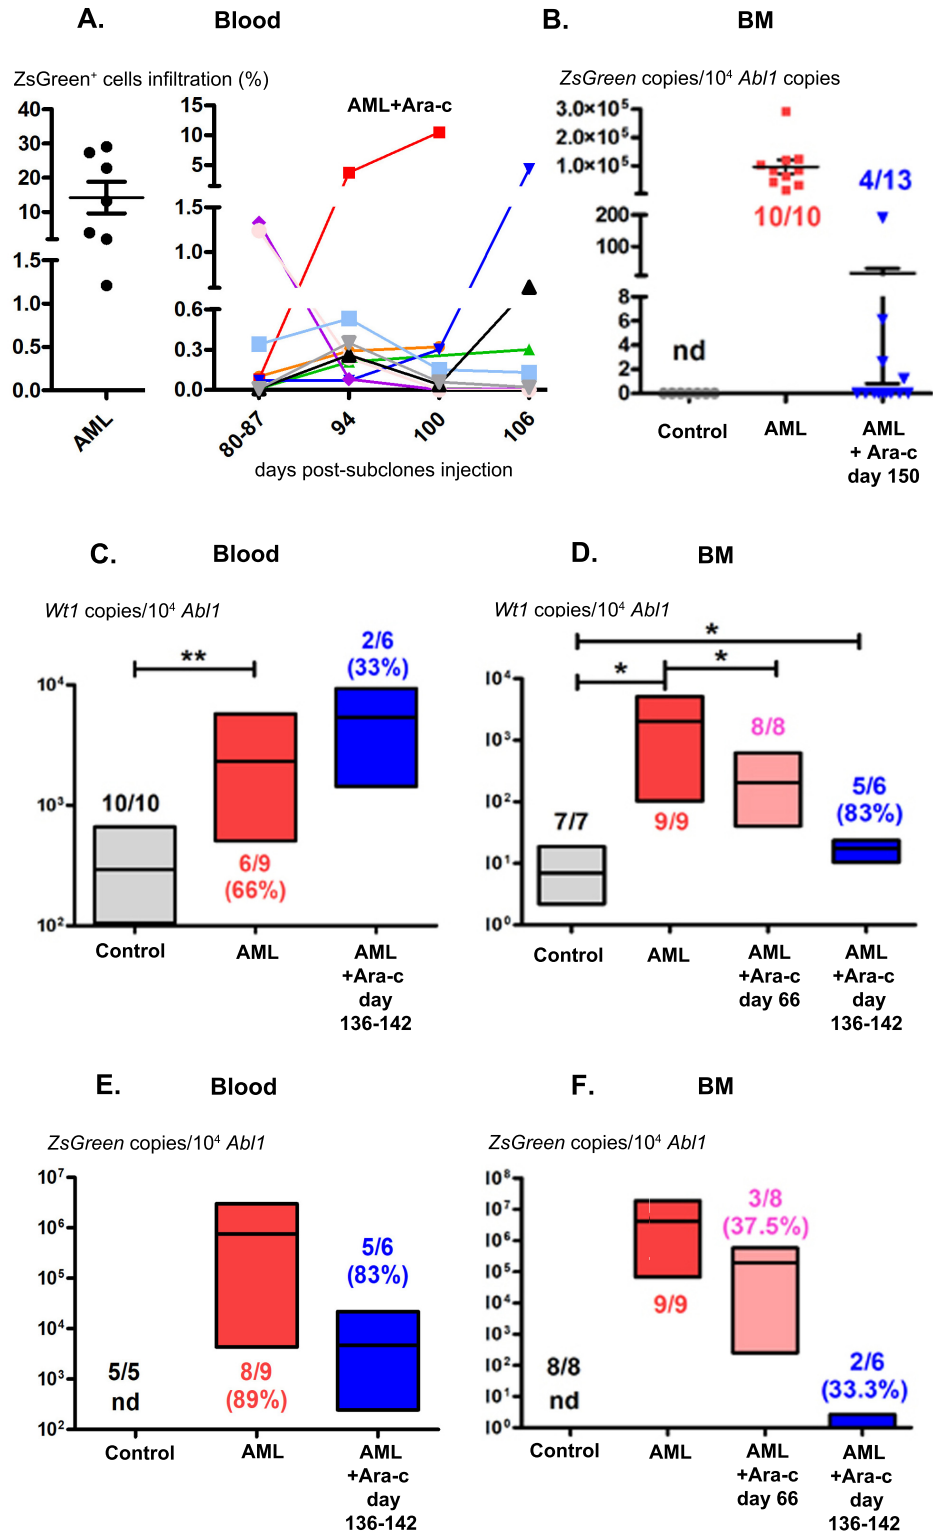 A. Blood
ZsGreen+ cells infiltration (%)
40
30
20
10
1.5
1.0
0.5
0.0
AML
AML+Ara-c
15
10
5
1.5
1.0
0.6
0.3
0.0
80-87
94
100
106
days post-subclones injection
B. BM
ZsGreen copies/10⁴ Abl1 copies
3.0×10⁵
2.0×10⁵
1.0×10⁵
200
100
8
6
4
2
0
nd
10/10
4/13
Control
AML
AML
+ Ara-c
day 150
C. Blood
Wt1 copies/10⁴ Abl1
10⁴
10³
10²
**
10/10
6/9
(66%)
2/6
(33%)
Control
AML
AML
+Ara-c
day
136-142
D. BM
Wt1 copies/10⁴ Abl1
10⁴
10³
10²
10¹
10⁰
*
*
*
7/7
9/9
8/8
5/6
(83%)
Control
AML
AML
+Ara-c
day 66
AML
+Ara-c
day
136-142
E. Blood
ZsGreen copies/10⁴ Abl1
10⁷
10⁶
10⁵
10⁴
10³
10²
5/5
nd
8/9
(89%)
5/6
(83%)
Control
AML
AML
+Ara-c
day
136-142
F. BM
ZsGreen copies/10⁴ Abl1
10⁸
10⁷
10⁶
10⁵
10⁴
10³
10²
10¹
10⁰
8/8
nd
9/9
3/8
(37.5%)
2/6
(33.3%)
Control
AML
AML
+Ara-c
day 66
AML
+Ara-c
day
136-142